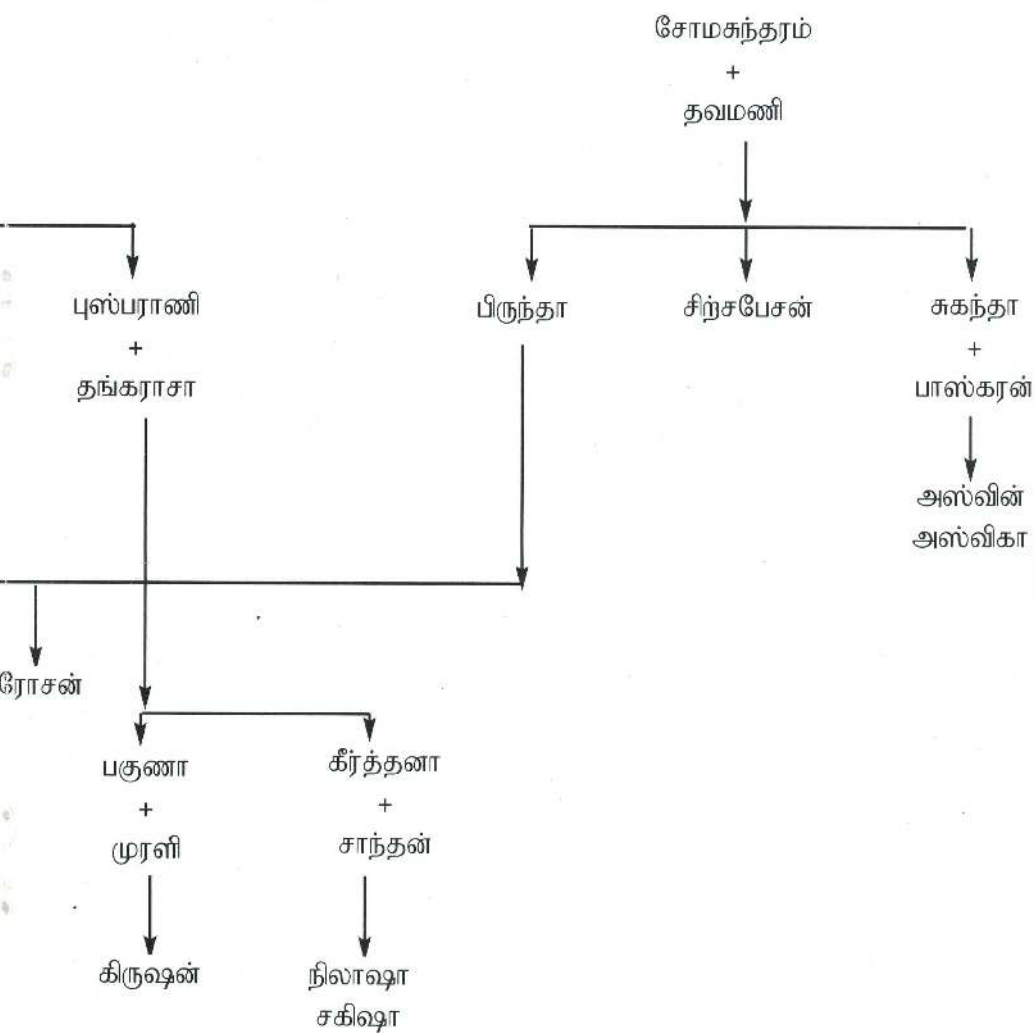 சோமசுந்தரம்
+
தவமணி
புஸ்பராணி
+
தங்கராசா
பிருந்தா
சிற்சபேசன்
சுகந்தா
+
பாஸ்கரன்
அஸ்வின்
அஸ்விகா
ரோசன்
பகுணா
+
முரளி
கிருஷன்
கீர்த்தனா
+
சாந்தன்
நிலாஷா
சகிஷா